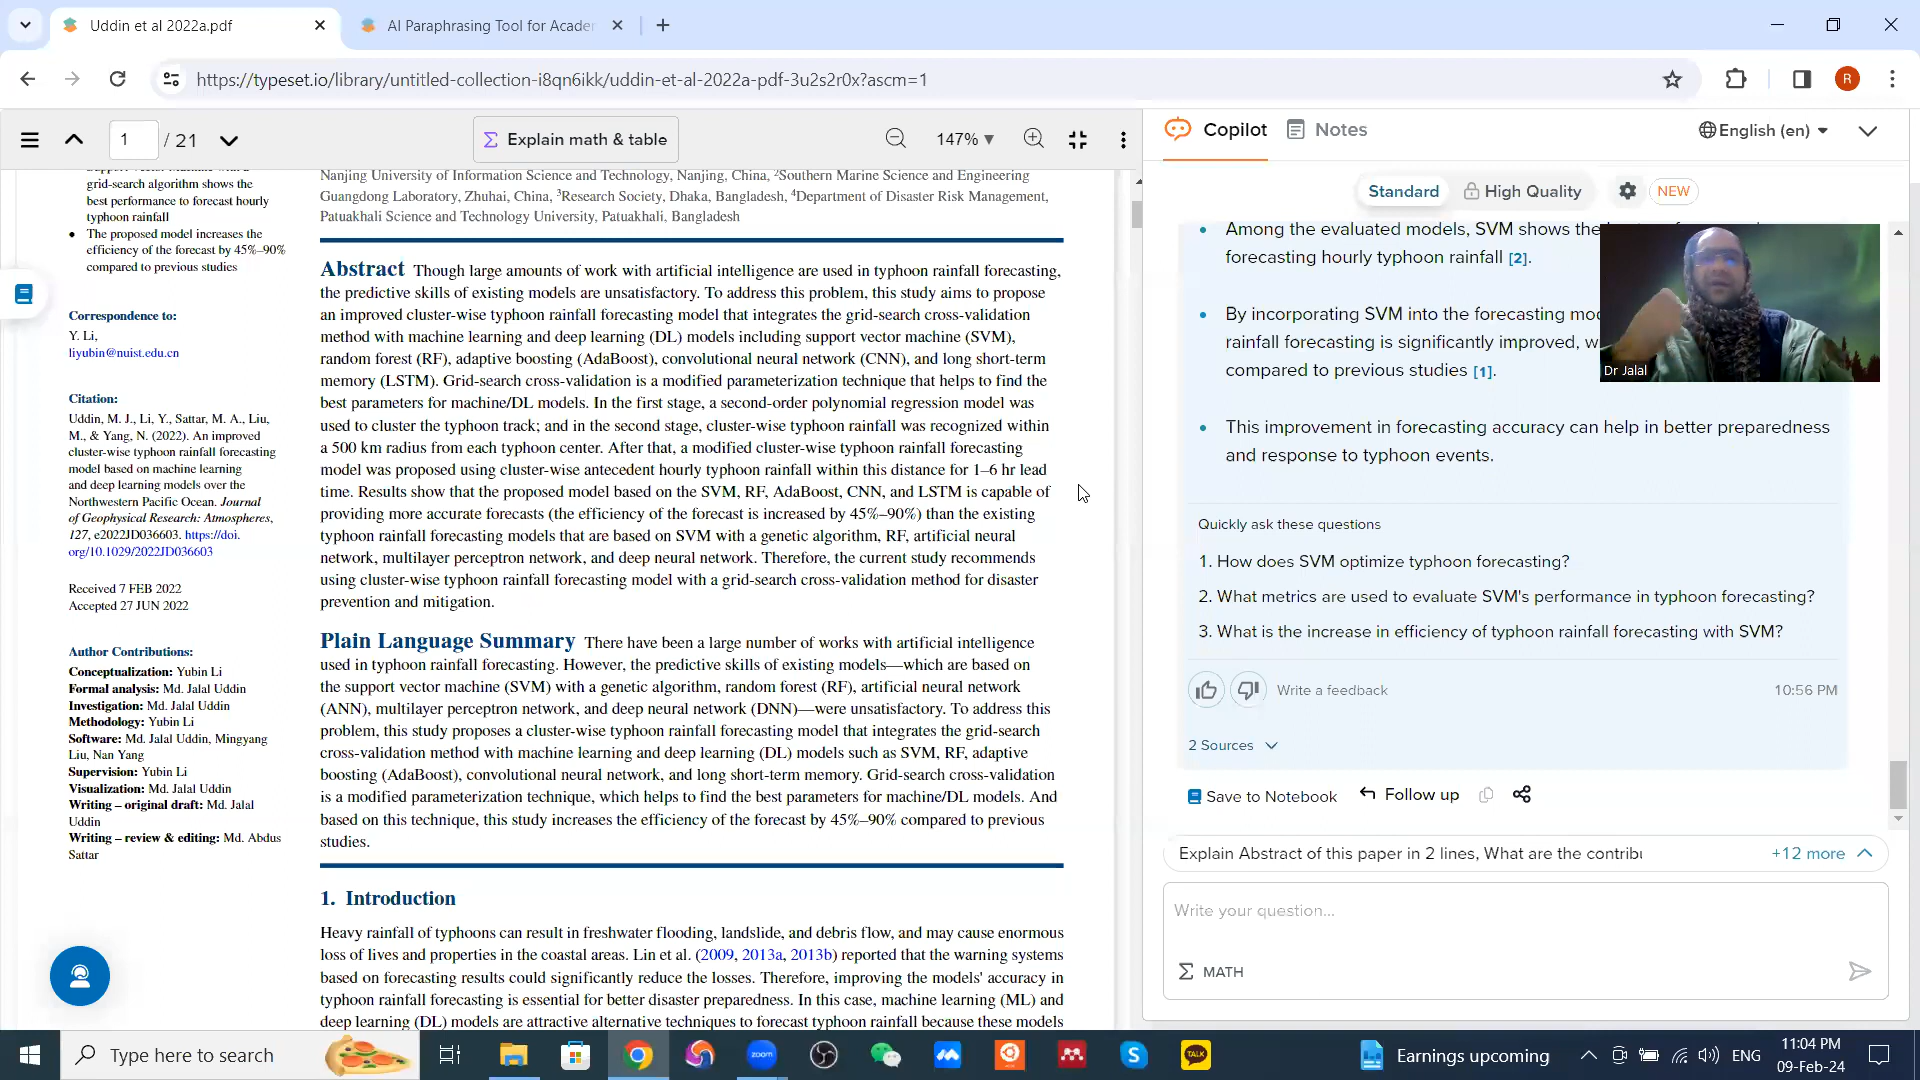 Uddin et al 2022a.pdf
AI Paraphrasing Tool for Acade
https://typeset.io/library/untitled-collection-i8qn6ikk/uddin-et-al-2022a-pdf-3u2s2r0x?ascm=1
R
1 / 21
Explain math & table
147%
grid-search algorithm shows the
best performance to forecast hourly
typhoon rainfall
• The proposed model increases the
efficiency of the forecast by 45%–90%
compared to previous studies
Correspondence to:
Y. Li,
liyubin@nuist.edu.cn
Citation:
Uddin, M. J., Li, Y., Sattar, M. A., Liu,
M., & Yang, N. (2022). An improved
cluster-wise typhoon rainfall forecasting
model based on machine learning
and deep learning models over the
Northwestern Pacific Ocean. Journal
of Geophysical Research: Atmospheres,
127, e2022JD036603. https://doi.
org/10.1029/2022JD036603
Received 7 FEB 2022
Accepted 27 JUN 2022
Author Contributions:
Conceptualization: Yubin Li
Formal analysis: Md. Jalal Uddin
Investigation: Md. Jalal Uddin
Methodology: Yubin Li
Software: Md. Jalal Uddin, Mingyang
Liu, Nan Yang
Supervision: Yubin Li
Visualization: Md. Jalal Uddin
Writing – original draft: Md. Jalal
Uddin
Writing – review & editing: Md. Abdus
Sattar
Nanjing University of Information Science and Technology, Nanjing, China, ²Southern Marine Science and Engineering
Guangdong Laboratory, Zhuhai, China, ³Research Society, Dhaka, Bangladesh, ⁴Department of Disaster Risk Management,
Patuakhali Science and Technology University, Patuakhali, Bangladesh
Abstract Though large amounts of work with artificial intelligence are used in typhoon rainfall forecasting,
the predictive skills of existing models are unsatisfactory. To address this problem, this study aims to propose
an improved cluster-wise typhoon rainfall forecasting model that integrates the grid-search cross-validation
method with machine learning and deep learning (DL) models including support vector machine (SVM),
random forest (RF), adaptive boosting (AdaBoost), convolutional neural network (CNN), and long short-term
memory (LSTM). Grid-search cross-validation is a modified parameterization technique that helps to find the
best parameters for machine/DL models. In the first stage, a second-order polynomial regression model was
used to cluster the typhoon track; and in the second stage, cluster-wise typhoon rainfall was recognized within
a 500 km radius from each typhoon center. After that, a modified cluster-wise typhoon rainfall forecasting
model was proposed using cluster-wise antecedent hourly typhoon rainfall within this distance for 1–6 hr lead
time. Results show that the proposed model based on the SVM, RF, AdaBoost, CNN, and LSTM is capable of
providing more accurate forecasts (the efficiency of the forecast is increased by 45%–90%) than the existing
typhoon rainfall forecasting models that are based on SVM with a genetic algorithm, RF, artificial neural
network, multilayer perceptron network, and deep neural network. Therefore, the current study recommends
using cluster-wise typhoon rainfall forecasting model with a grid-search cross-validation method for disaster
prevention and mitigation.
Plain Language Summary There have been a large number of works with artificial intelligence
used in typhoon rainfall forecasting. However, the predictive skills of existing models—which are based on
the support vector machine (SVM) with a genetic algorithm, random forest (RF), artificial neural network
(ANN), multilayer perceptron network, and deep neural network (DNN)—were unsatisfactory. To address this
problem, this study proposes a cluster-wise typhoon rainfall forecasting model that integrates the grid-search
cross-validation method with machine learning and deep learning (DL) models such as SVM, RF, adaptive
boosting (AdaBoost), convolutional neural network, and long short-term memory. Grid-search cross-validation
is a modified parameterization technique, which helps to find the best parameters for machine/DL models. And
based on this technique, this study increases the efficiency of the forecast by 45%–90% compared to previous
studies.
1. Introduction
Heavy rainfall of typhoons can result in freshwater flooding, landslide, and debris flow, and may cause enormous
loss of lives and properties in the coastal areas. Lin et al. (2009, 2013a, 2013b) reported that the warning systems
based on forecasting results could significantly reduce the losses. Therefore, improving the models' accuracy in
typhoon rainfall forecasting is essential for better disaster preparedness. In this case, machine learning (ML) and
deep learning (DL) models are attractive alternative techniques to forecast typhoon rainfall because these models
Copilot
Notes
English (en)
Standard
High Quality
NEW
• Among the evaluated models, SVM shows the
forecasting hourly typhoon rainfall [2].
• By incorporating SVM into the forecasting mo
rainfall forecasting is significantly improved, w
compared to previous studies [1].
Dr Jalal
• This improvement in forecasting accuracy can help in better preparedness
and response to typhoon events.
Quickly ask these questions
1. How does SVM optimize typhoon forecasting?
2. What metrics are used to evaluate SVM's performance in typhoon forecasting?
3. What is the increase in efficiency of typhoon rainfall forecasting with SVM?
Write a feedback
10:56 PM
2 Sources
Save to Notebook
Follow up
Explain Abstract of this paper in 2 lines, What are the contribu
+12 more
Write your question...
MATH
Type here to search
zoom
TALK
Earnings upcoming
ENG
11:04 PM
09-Feb-24